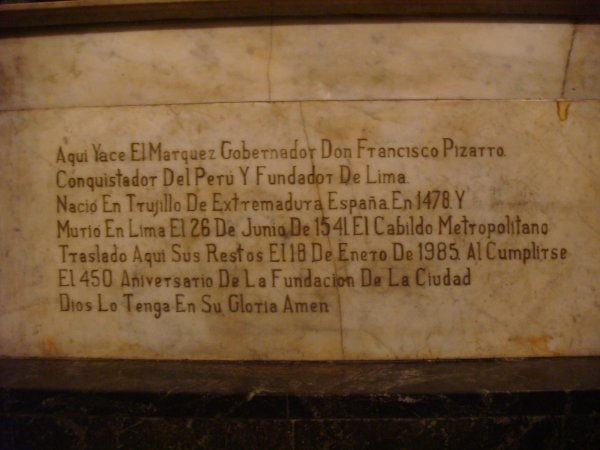 Aqui Yace El Marquez Gobernador Don Francisco Pizarro.
Conquistador Del Perú Y Fundador De Lima.
Nacio En Trujillo De Extremadura España. En 1478. Y
Murio En Lima El 26 De Junio De 1541. El Cabildo Metropolitano
Traslado Aqui Sus Restos El 18 De Enero De 1985. Al Cumplirse
El 450 Aniversario De La Fundacion De La Ciudad
Dios Lo Tenga En Su Gloria Amen